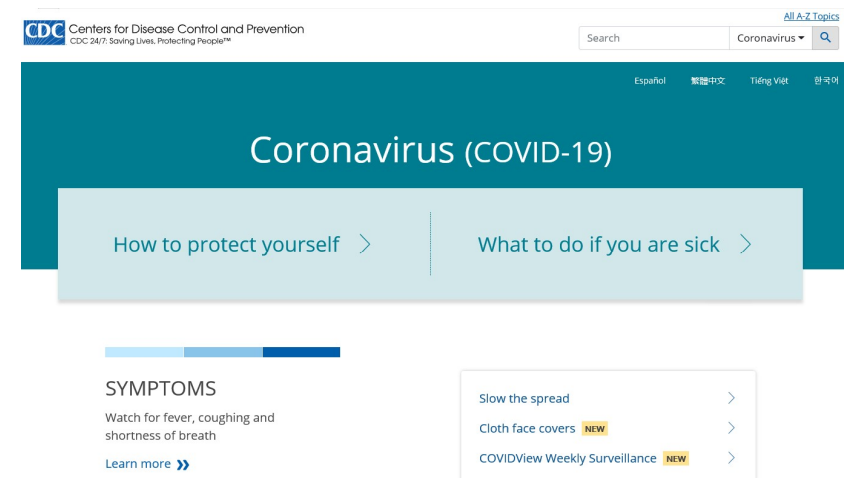 All A-Z Topics
CDC Centers for Disease Control and Prevention
CDC 24/7: Saving Lives, Protecting People™
Search Coronavirus
Español 繁體中文 Tiếng Việt 한국어
Coronavirus (COVID-19)
How to protect yourself What to do if you are sick
SYMPTOMS
Watch for fever, coughing and
shortness of breath
Learn more
Slow the spread
Cloth face covers NEW
COVIDView Weekly Surveillance NEW